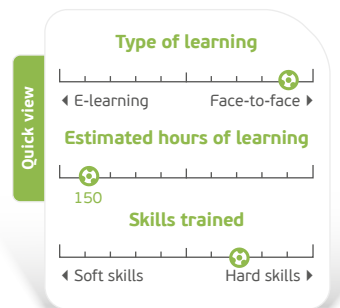 Quick view
Type of learning
E-learning Face-to-face
Estimated hours of learning
150
Skills trained
Soft skills Hard skills